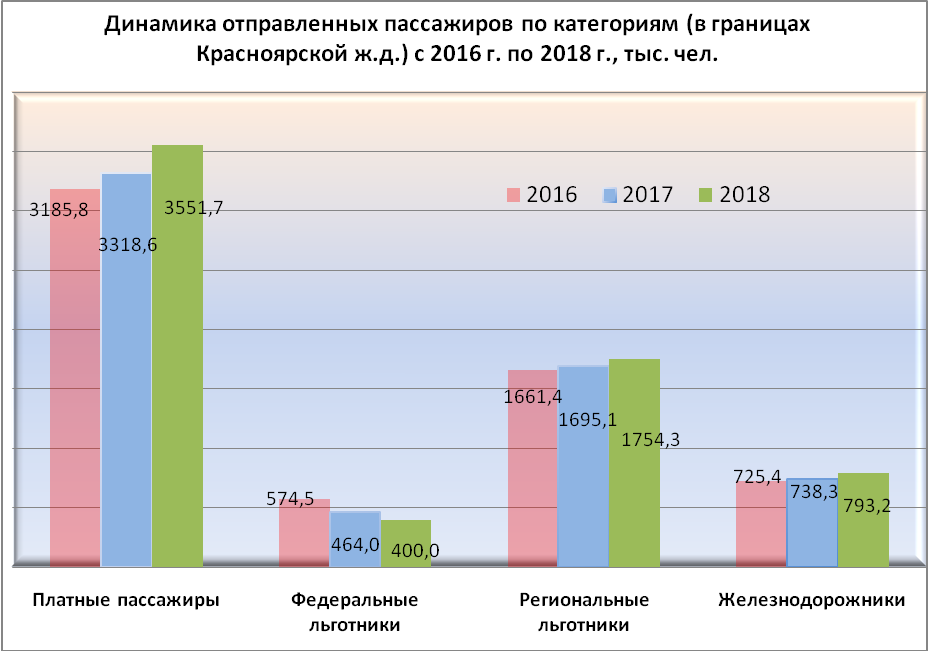 Динамика отправленных пассажиров по категориям (в границах
Красноярской ж.д.) с 2016 г. по 2018 г., тыс. чел.
2016 2017 2018
3185,8
3318,6
3551,7
574,5
464,0
400,0
1661,4
1695,1
1754,3
725,4
738,3
793,2
Платные пассажиры
Федеральные
льготники
Региональные
льготники
Железнодорожники